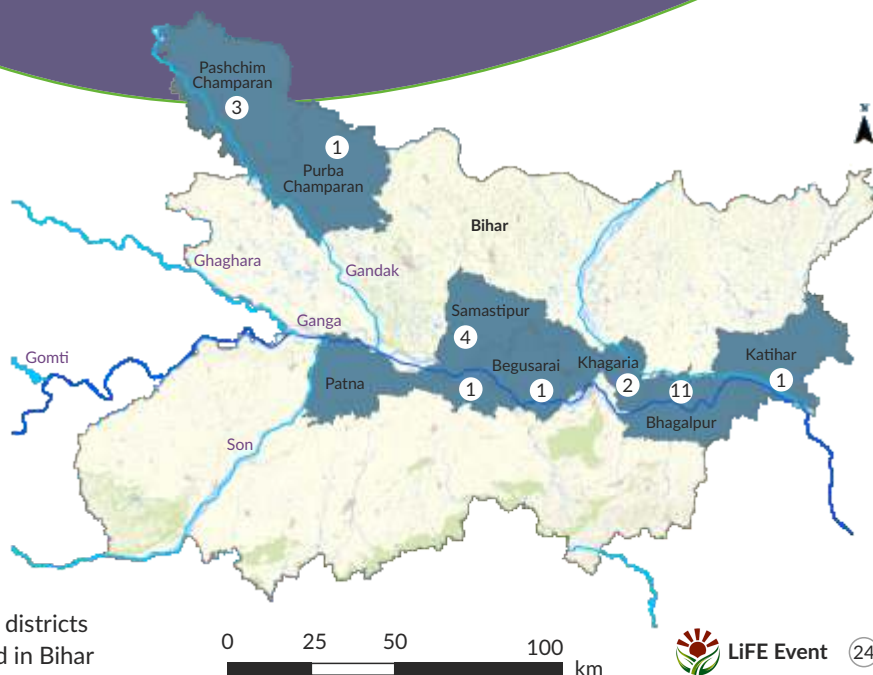 Pashchim
Champaran
3
1
Purba
Champaran
N
Bihar
Ghaghara
Gandak
Samastipur
4
Ganga
Gomti
Khagaria
Katihar
Begusarai
Patna
1
1
2
11
1
Bhagalpur
Son
districts
in Bihar
0 25 50 100
km
LiFE Event 24